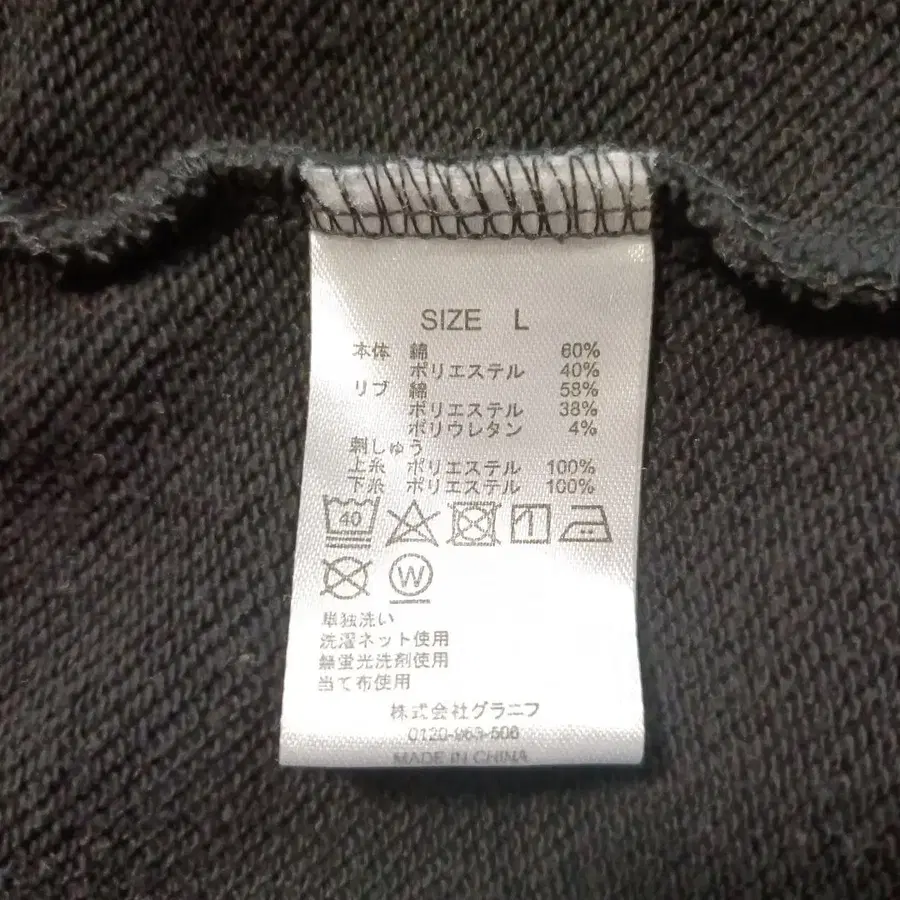 SIZE L
本体 綿 60%
ポリエステル 40%
リブ 綿 58%
ポリエステル 38%
ポリウレタン 4%
刺しゅう
上糸 ポリエステル 100%
下糸 ポリエステル 100%
40
W
単独洗い
洗濯ネット使用
無蛍光洗剤使用
当て布使用
株式会社グラニフ
MADE IN CHINA